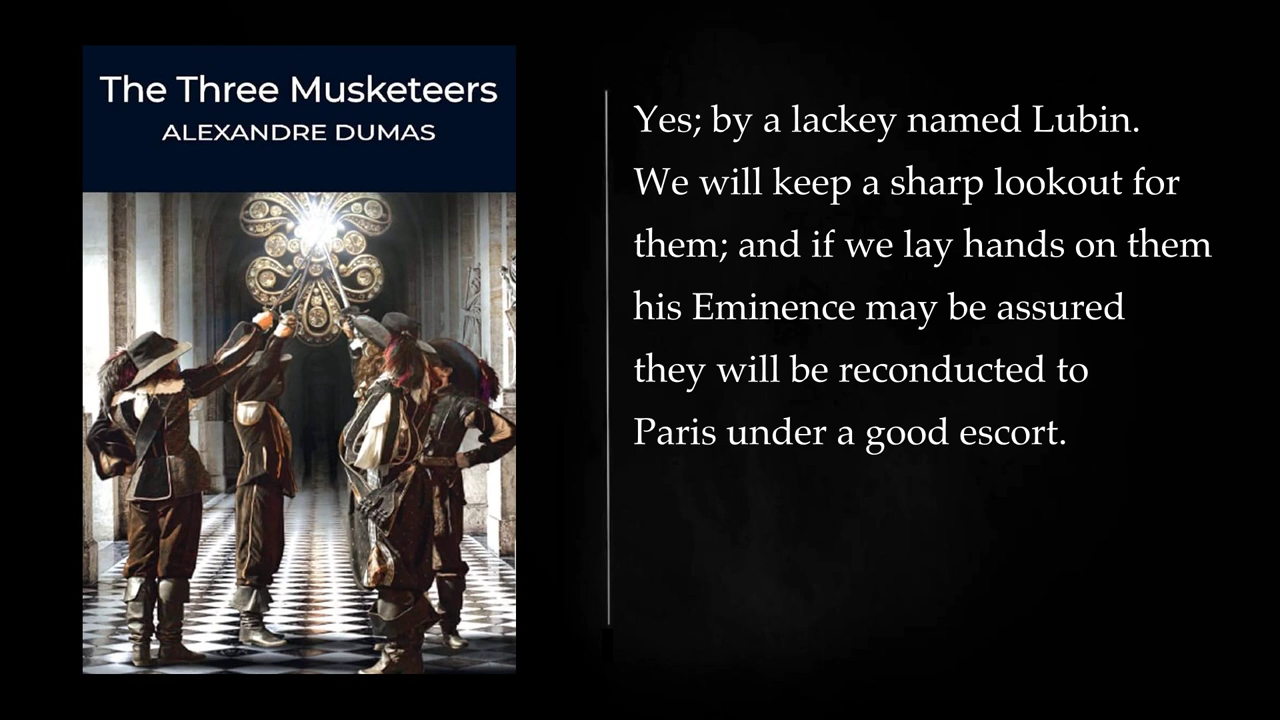 The Three Musketeers
ALEXANDRE DUMAS
Yes; by a lackey named Lubin.
We will keep a sharp lookout for
them; and if we lay hands on them
his Eminence may be assured
they will be reconducted to
Paris under a good escort.